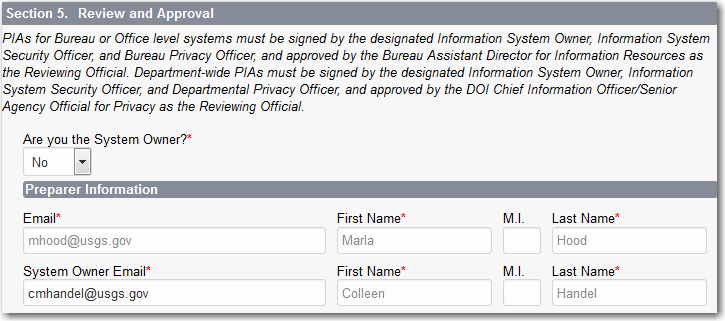 Section 5. Review and Approval
PIAs for Bureau or Office level systems must be signed by the designated Information System Owner, Information System
Security Officer, and Bureau Privacy Officer, and approved by the Bureau Assistant Director for Information Resources as
the Reviewing Official. Department-wide PIAs must be signed by the designated Information System Owner, Information
System Security Officer, and Departmental Privacy Officer, and approved by the DOI Chief Information Officer/Senior
Agency Official for Privacy as the Reviewing Official.
Are you the System Owner?*
No
Preparer Information
Email* First Name* M.I. Last Name*
mhood@usgs.gov Marla Hood
System Owner Email* First Name* M.I. Last Name*
cmhandel@usgs.gov Colleen Handel